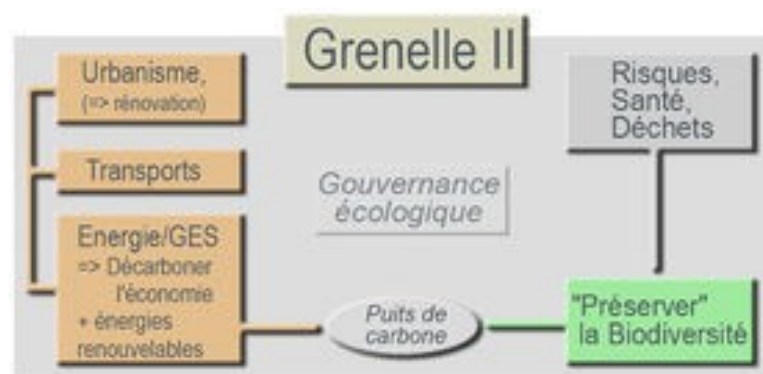 Grenelle II
Urbanisme,
(=> rénovation)
Transports
Energie/GES
=> Décarboner
l'économie
+ énergies
renouvelables
Gouvernance
écologique
Puits de
carbone
Risques,
Santé,
Déchets
"Préserver"
la Biodiversité